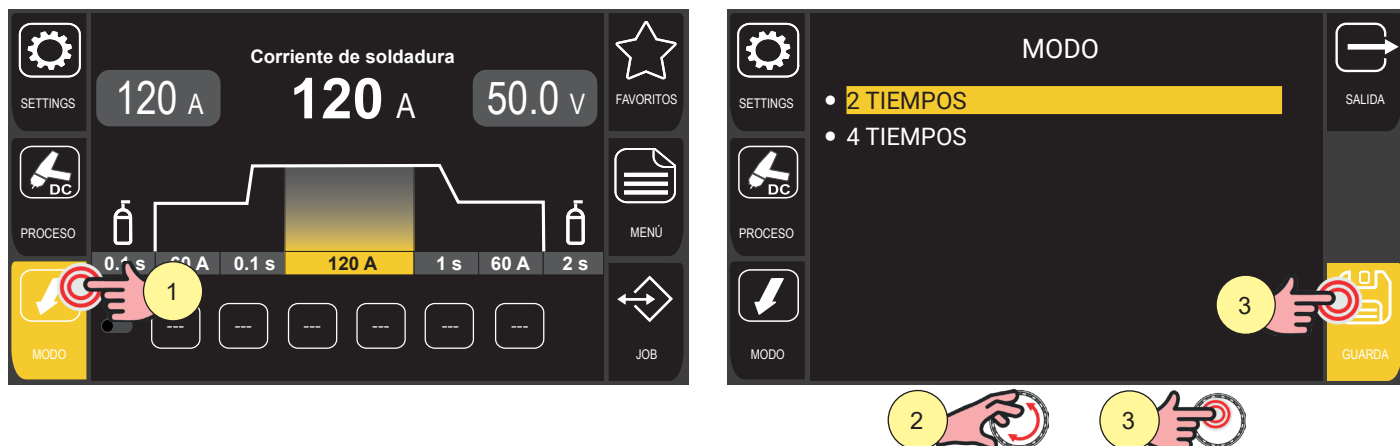 Corriente de soldadura
SETTINGS
120 A
120 A
50.0 V
FAVORITOS
DC
PROCESO
MENÚ
0.1 s
60 A
0.1 s
120 A
1 s
60 A
2 s
1
---
---
---
---
---
---
MODO
JOB
MODO
SETTINGS
SALIDA
2 TIEMPOS
4 TIEMPOS
DC
PROCESO
3
MODO
GUARDA
2
3